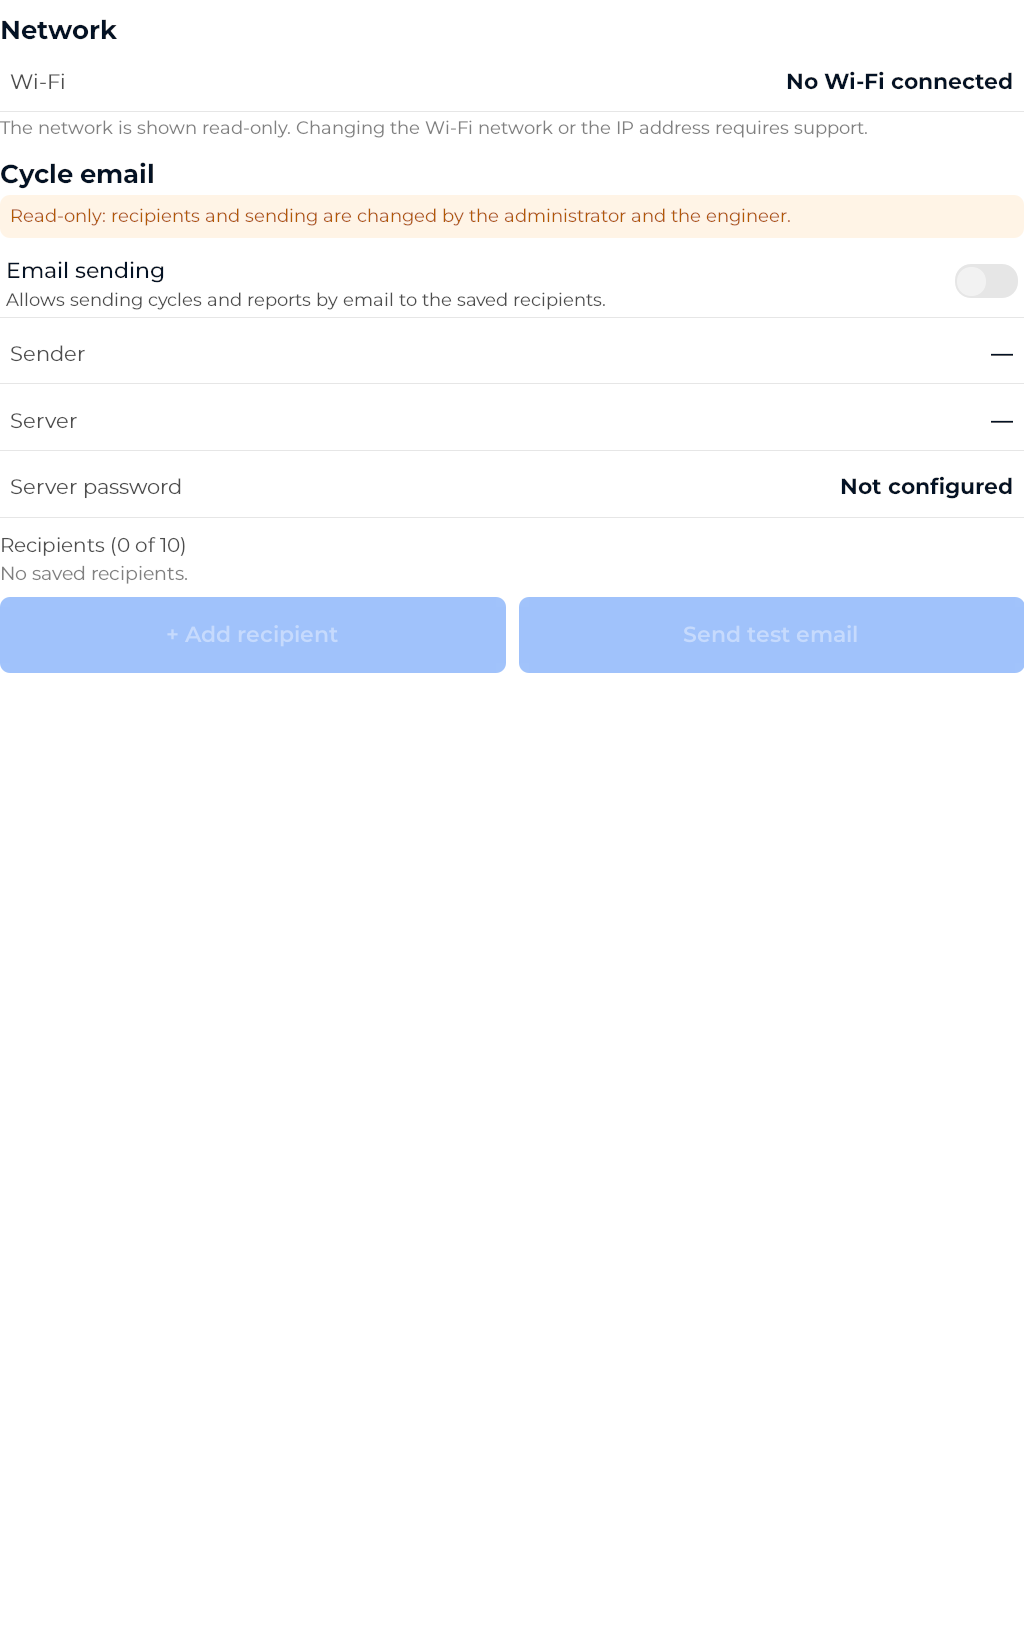 Network
Wi-Fi
No Wi-Fi connected
The network is shown read-only. Changing the Wi-Fi network or the IP address requires support.
Cycle email
Read-only: recipients and sending are changed by the administrator and the engineer.
Email sending
Allows sending cycles and reports by email to the saved recipients.
Sender
—
Server
—
Server password
Not configured
Recipients (0 of 10)
No saved recipients.
+ Add recipient
Send test email